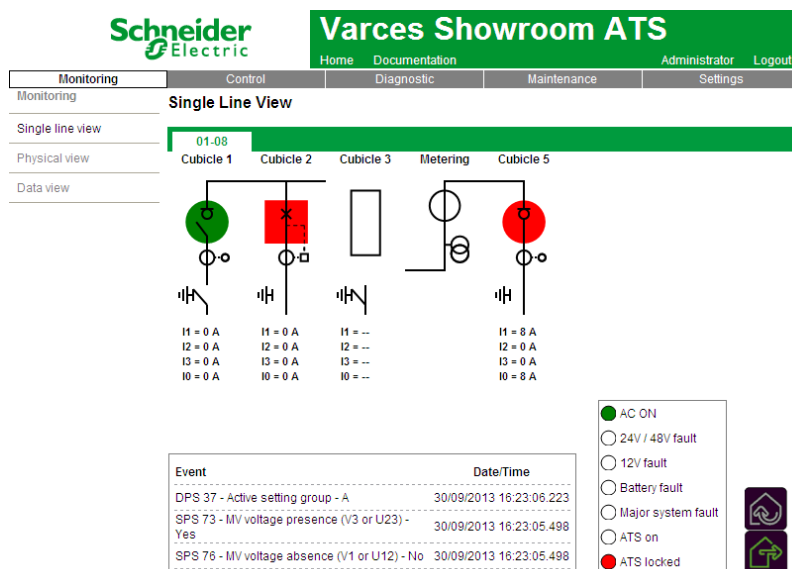 Schneider
Electric
Varces Showroom ATS
Home Documentation Administrator Logout
Monitoring Control Diagnostic Maintenance Settings
Monitoring
Single line view
Physical view
Data view
Single Line View
01-08
Cubicle 1 Cubicle 2 Cubicle 3 Metering Cubicle 5
I1 = 0 A I1 = 0 A I1 = -- I1 = 8 A
I2 = 0 A I2 = 0 A I2 = -- I2 = 0 A
I3 = 0 A I3 = 0 A I3 = -- I3 = 0 A
I0 = 0 A I0 = 0 A I0 = -- I0 = 8 A
AC ON
24V / 48V fault
12V fault
Battery fault
Major system fault
ATS on
ATS locked
Event Date/Time
DPS 37 - Active setting group - A 30/09/2013 16:23:06.223
SPS 73 - MV voltage presence (V3 or U23) -
Yes 30/09/2013 16:23:05.498
SPS 76 - MV voltage absence (V1 or U12) - No 30/09/2013 16:23:05.498